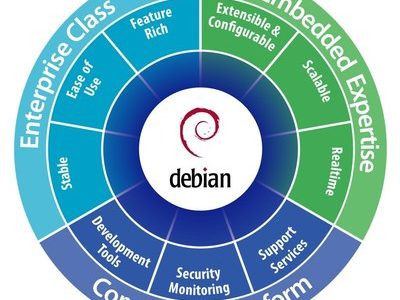 Enterprise Class
Feature
Rich
Ease of
Use
Stable
Embedded Expertise
Extensible &
Configurable
Scalable
Realtime
debian
Development
Tools
Security
Monitoring
Support
Services